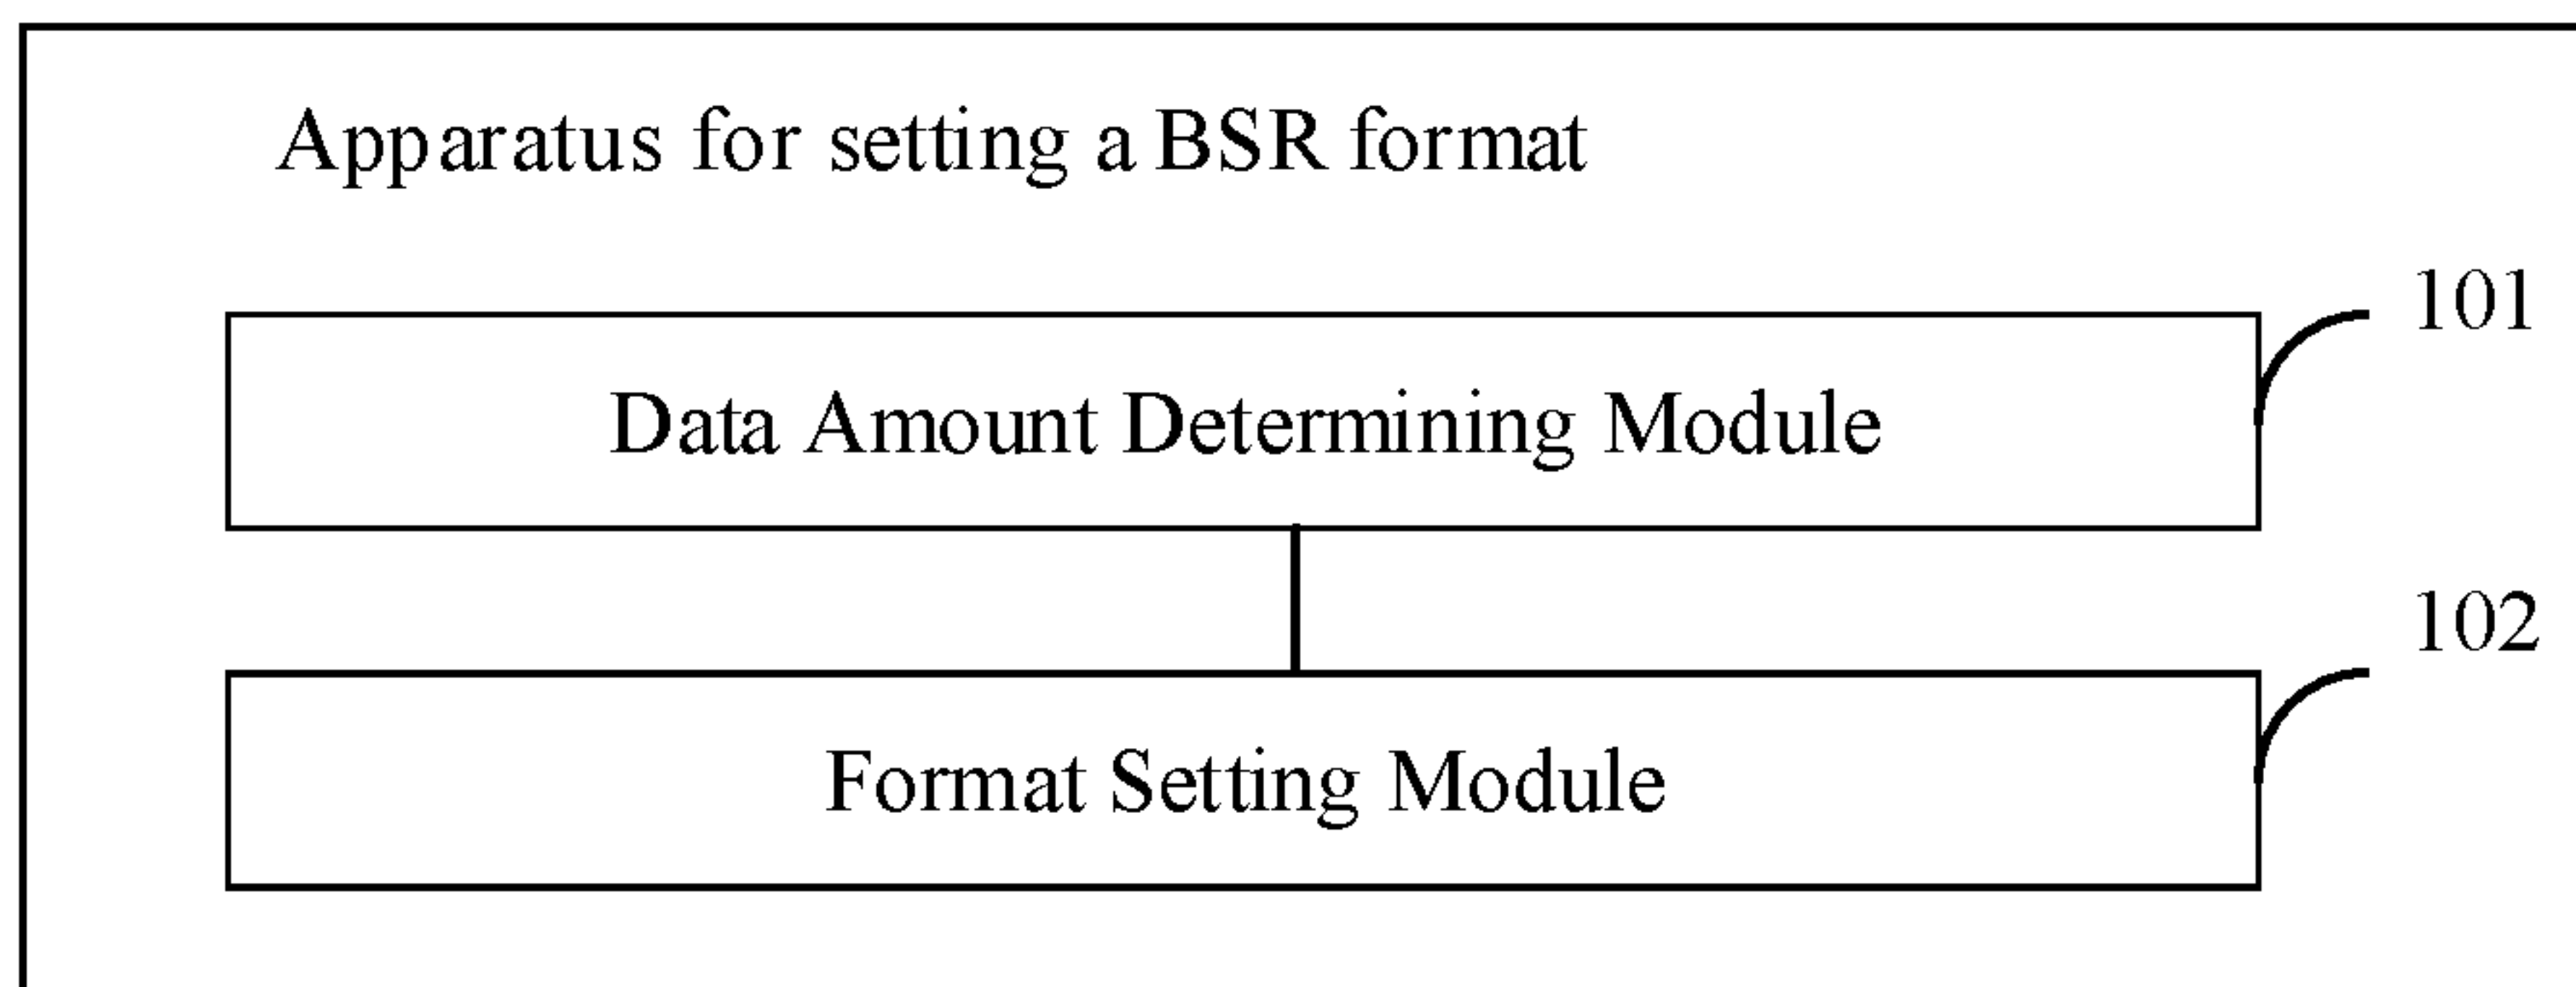 Apparatus for setting a BSR format
101
Data Amount Determining Module
102
Format Setting Module